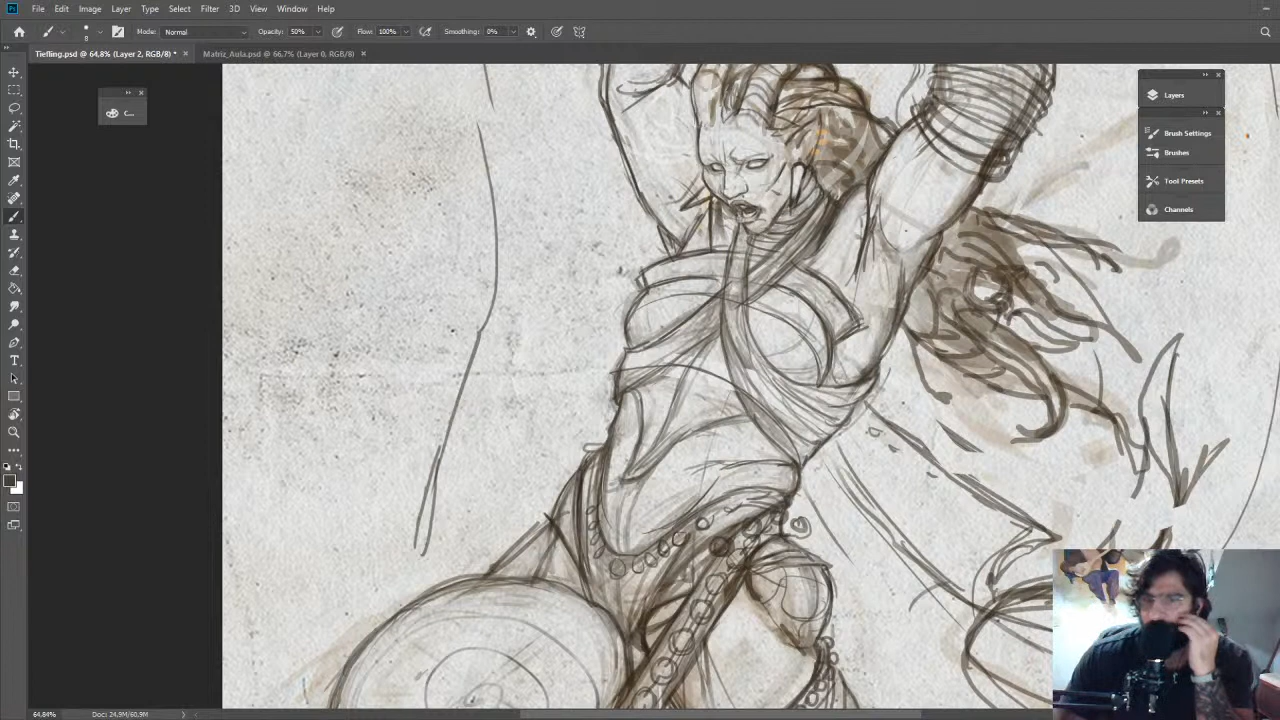 Ps File Edit Image Layer Type Select Filter 3D View Window Help
8 Mode: Normal Opacity: 50% Flow: 100% Smoothing: 0%
Tiefling.psd @ 64,8% (Layer 2, RGB/8) * × Matriz_Aula.psd @ 66,7% (Layer 0, RGB/8) ×
C...
Layers
Brush Settings
Brushes
Tool Presets
Channels
64,84% Doc: 24,9M/60,9M